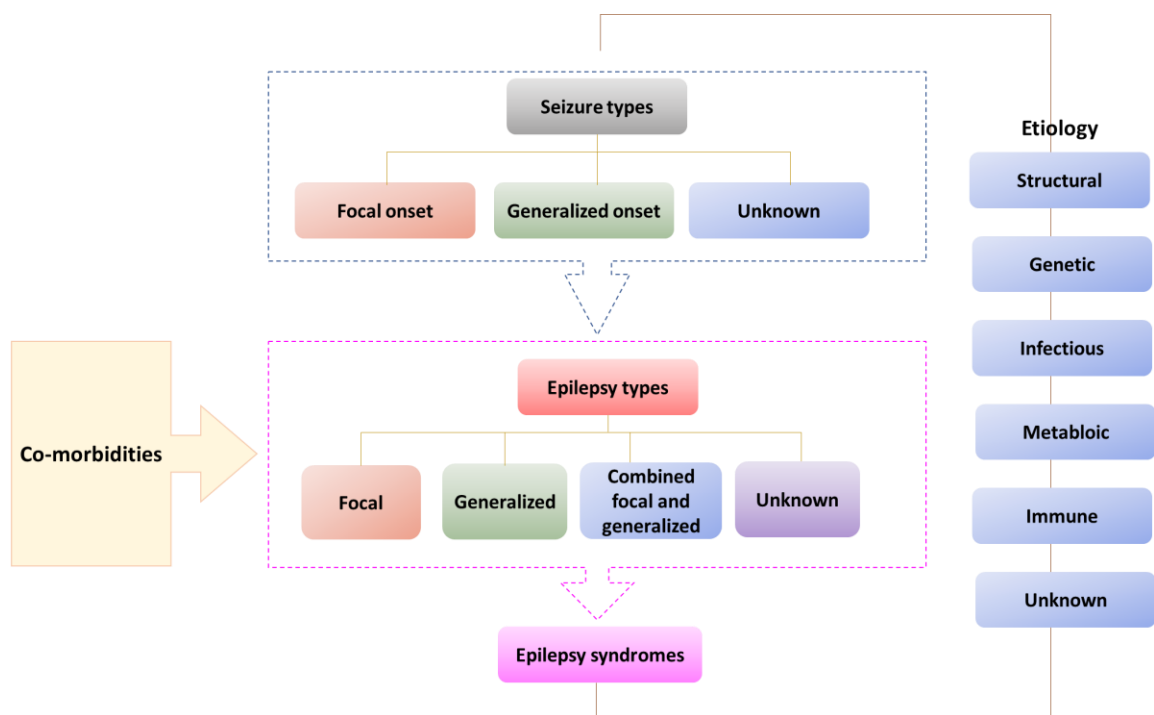 Seizure types
Focal onset
Generalized onset
Unknown
Co-morbidities
Epilepsy types
Focal
Generalized
Combined
focal and
generalized
Unknown
Epilepsy syndromes
Etiology
Structural
Genetic
Infectious
Metabloic
Immune
Unknown